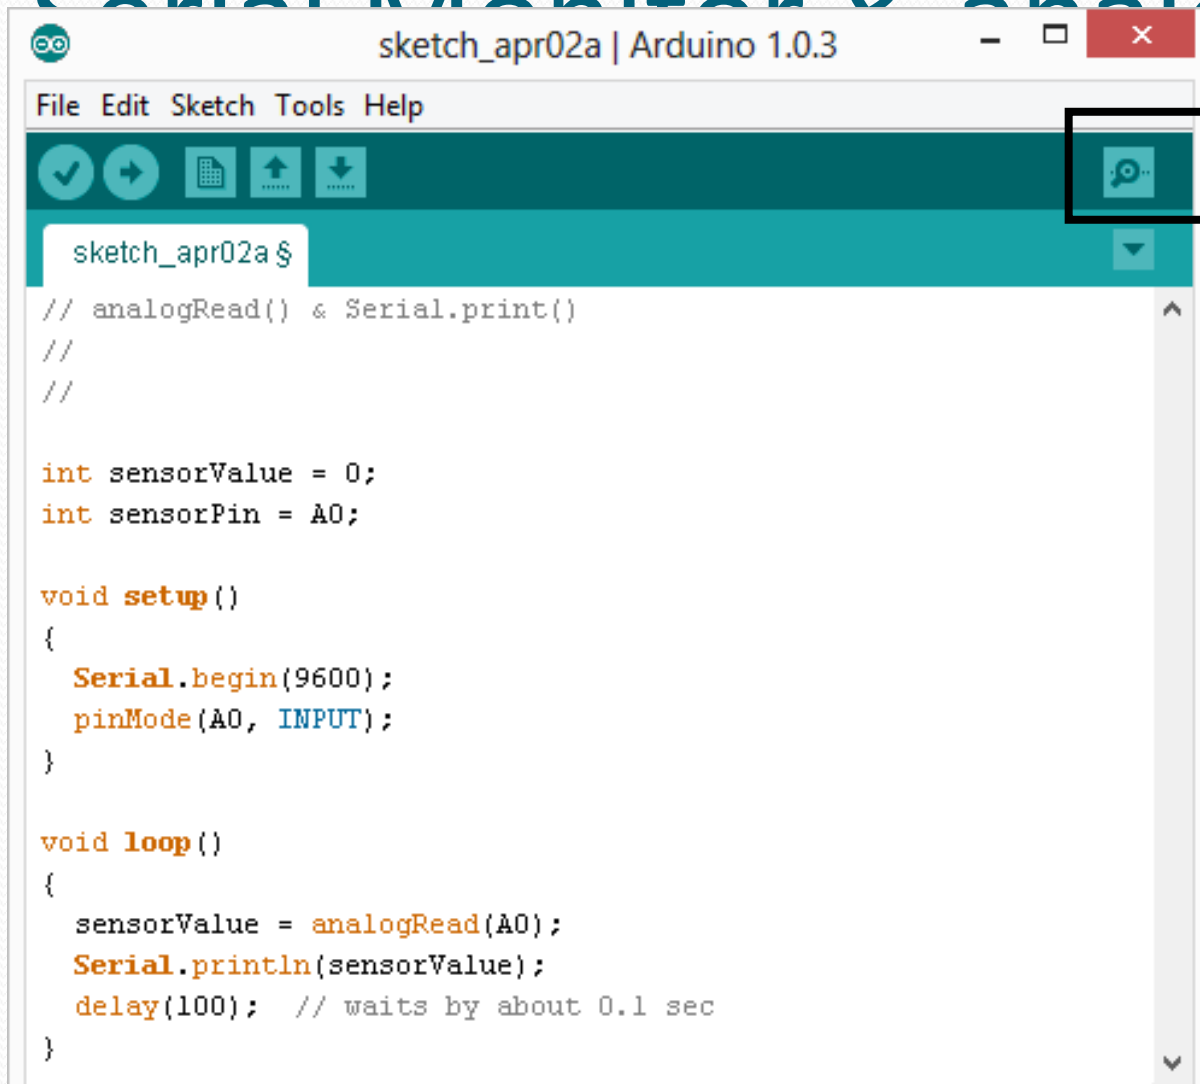 sketch_apr02a | Arduino 1.0.3
File Edit Sketch Tools Help
sketch_apr02a §
// analogRead() & Serial.print()
//
//

int sensorValue = 0;
int sensorPin = A0;

void setup()
{
  Serial.begin(9600);
  pinMode(A0, INPUT);
}

void loop()
{
  sensorValue = analogRead(A0);
  Serial.println(sensorValue);
  delay(100);  // waits by about 0.1 sec
}